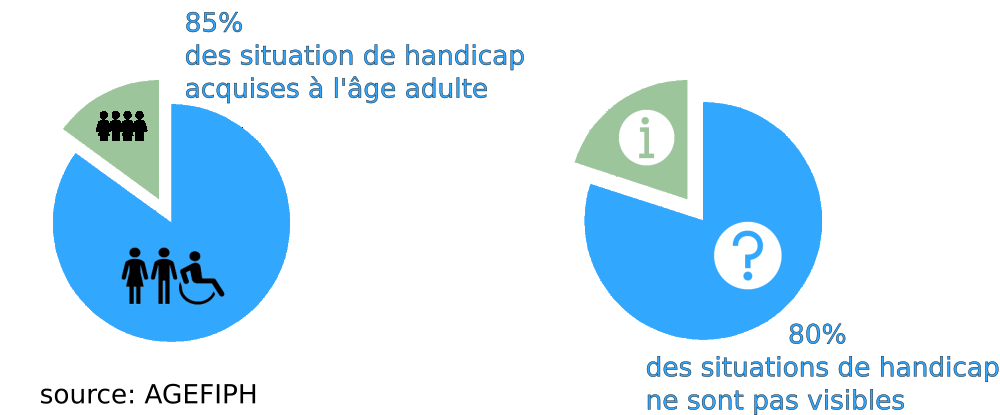 85%
des situation de handicap
acquises à l'âge adulte
i
?
80%
des situations de handicap
ne sont pas visibles
source: AGEFIPH